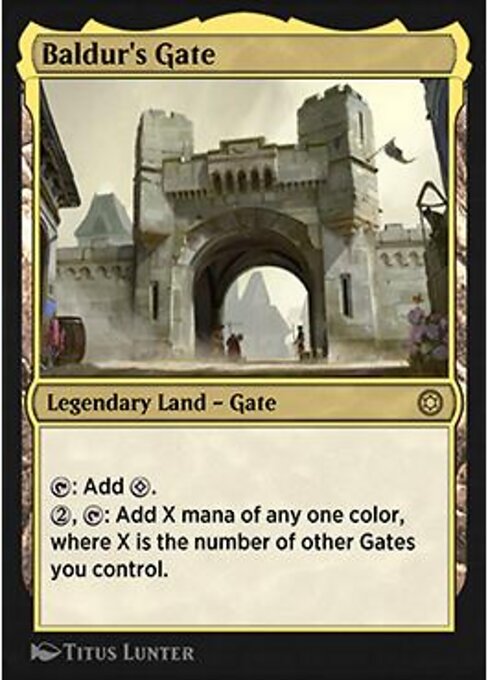 Baldur's Gate
Legendary Land – Gate
: Add .
②, : Add X mana of any one color,
where X is the number of other Gates
you control.
Titus Lunter